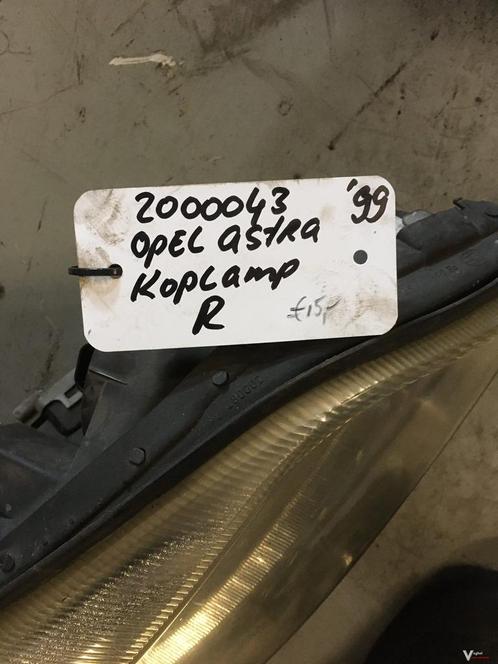 2000043 '99
OPEL ASTRA
KOPLAMP
R €15,-